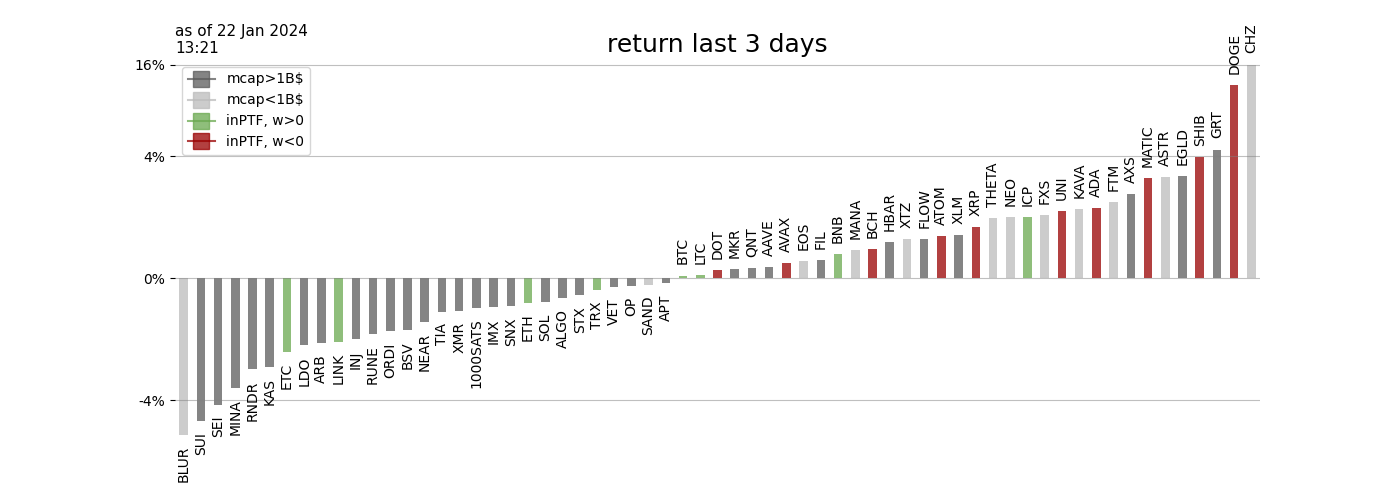 as of 22 Jan 2024
13:21
return last 3 days
16%
4%
0%
-4%
mcap>1B$
mcap<1B$
inPTF, w>0
inPTF, w<0
BLUR
SUI
SEI
MINA
RNDR
KAS
ETC
LDO
ARB
LINK
INJ
RUNE
ORDI
BSV
NEAR
TIA
XMR
1000SATS
IMX
SNX
ETH
SOL
ALGO
STX
TRX
VET
OP
SAND
APT
BTC
LTC
DOT
MKR
QNT
AAVE
AVAX
EOS
FIL
BNB
MANA
BCH
HBAR
XTZ
FLOW
ATOM
XLM
XRP
THETA
NEO
ICP
FXS
UNI
KAVA
ADA
FTM
AXS
MATIC
ASTR
EGLD
SHIB
GRT
DOGE
CHZ